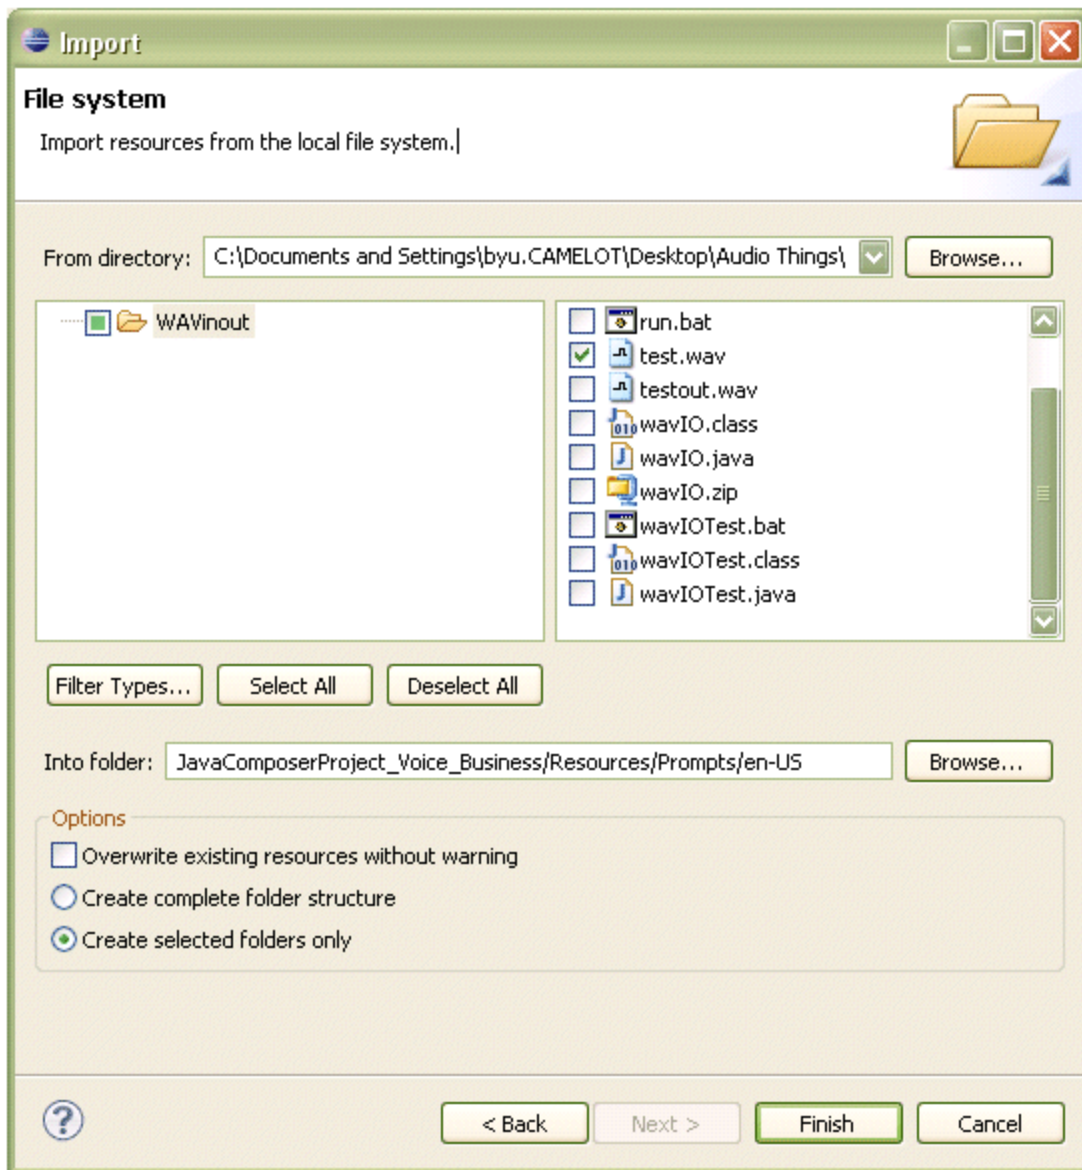 Import
File system
Import resources from the local file system.
From directory: C:\Documents and Settings\byu.CAMELOT\Desktop\Audio Things\ Browse...
WAVinout
run.bat
test.wav
testout.wav
wavIO.class
wavIO.java
wavIO.zip
wavIOTest.bat
wavIOTest.class
wavIOTest.java
Filter Types... Select All Deselect All
Into folder: JavaComposerProject_Voice_Business/Resources/Prompts/en-US Browse...
Options
Overwrite existing resources without warning
Create complete folder structure
Create selected folders only
? < Back Next > Finish Cancel